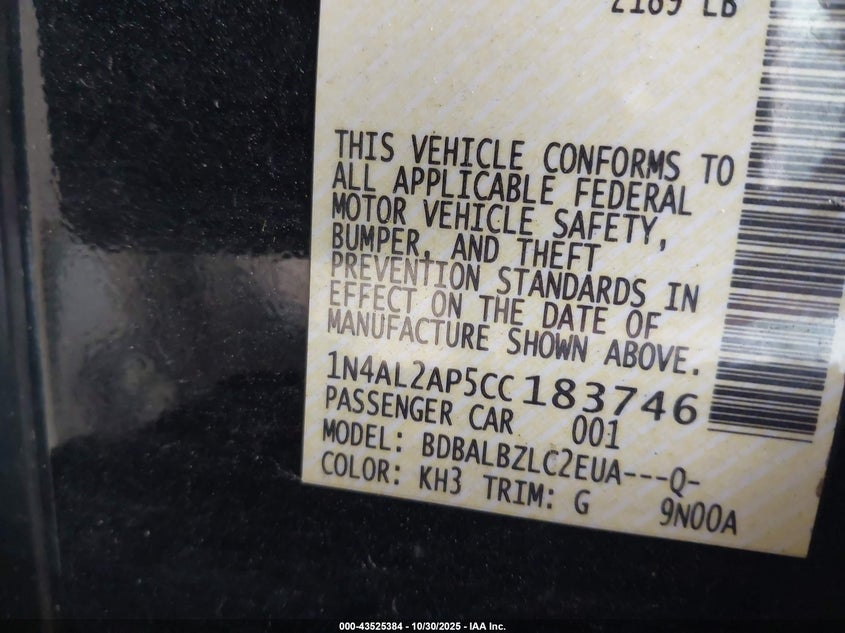 2189 LB
THIS VEHICLE CONFORMS TO
ALL APPLICABLE FEDERAL
MOTOR VEHICLE SAFETY,
BUMPER, AND THEFT
PREVENTION STANDARDS IN
EFFECT ON THE DATE OF
MANUFACTURE SHOWN ABOVE.
1N4AL2AP5CC183746
PASSENGER CAR 001
MODEL: BDBALBZLC2EUA---Q-
COLOR: KH3 TRIM: G 9N00A
000-43525384 - 10/30/2025 - IAA Inc.